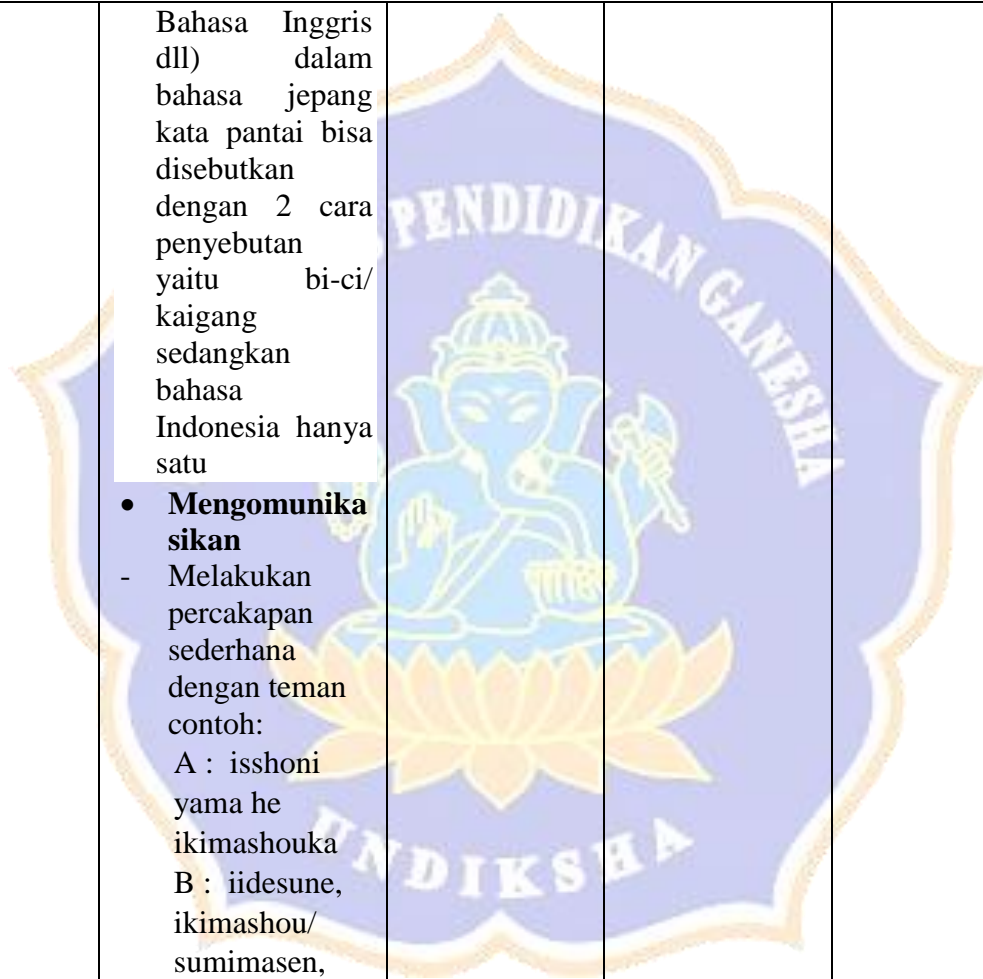 Bahasa Inggris
dll) dalam
bahasa jepang
kata pantai bisa
disebutkan
dengan 2 cara
penyebutan
yaitu bi-ci/
kaigang
sedangkan
bahasa
Indonesia hanya
satu
• Mengomunika
sikan
- Melakukan
percakapan
sederhana
dengan teman
contoh:
A : isshoni
yama he
ikimashouka
B : iidesune,
ikimashou/
sumimasen,
PENDIDIKAN GANESHA
UNDIKSHA